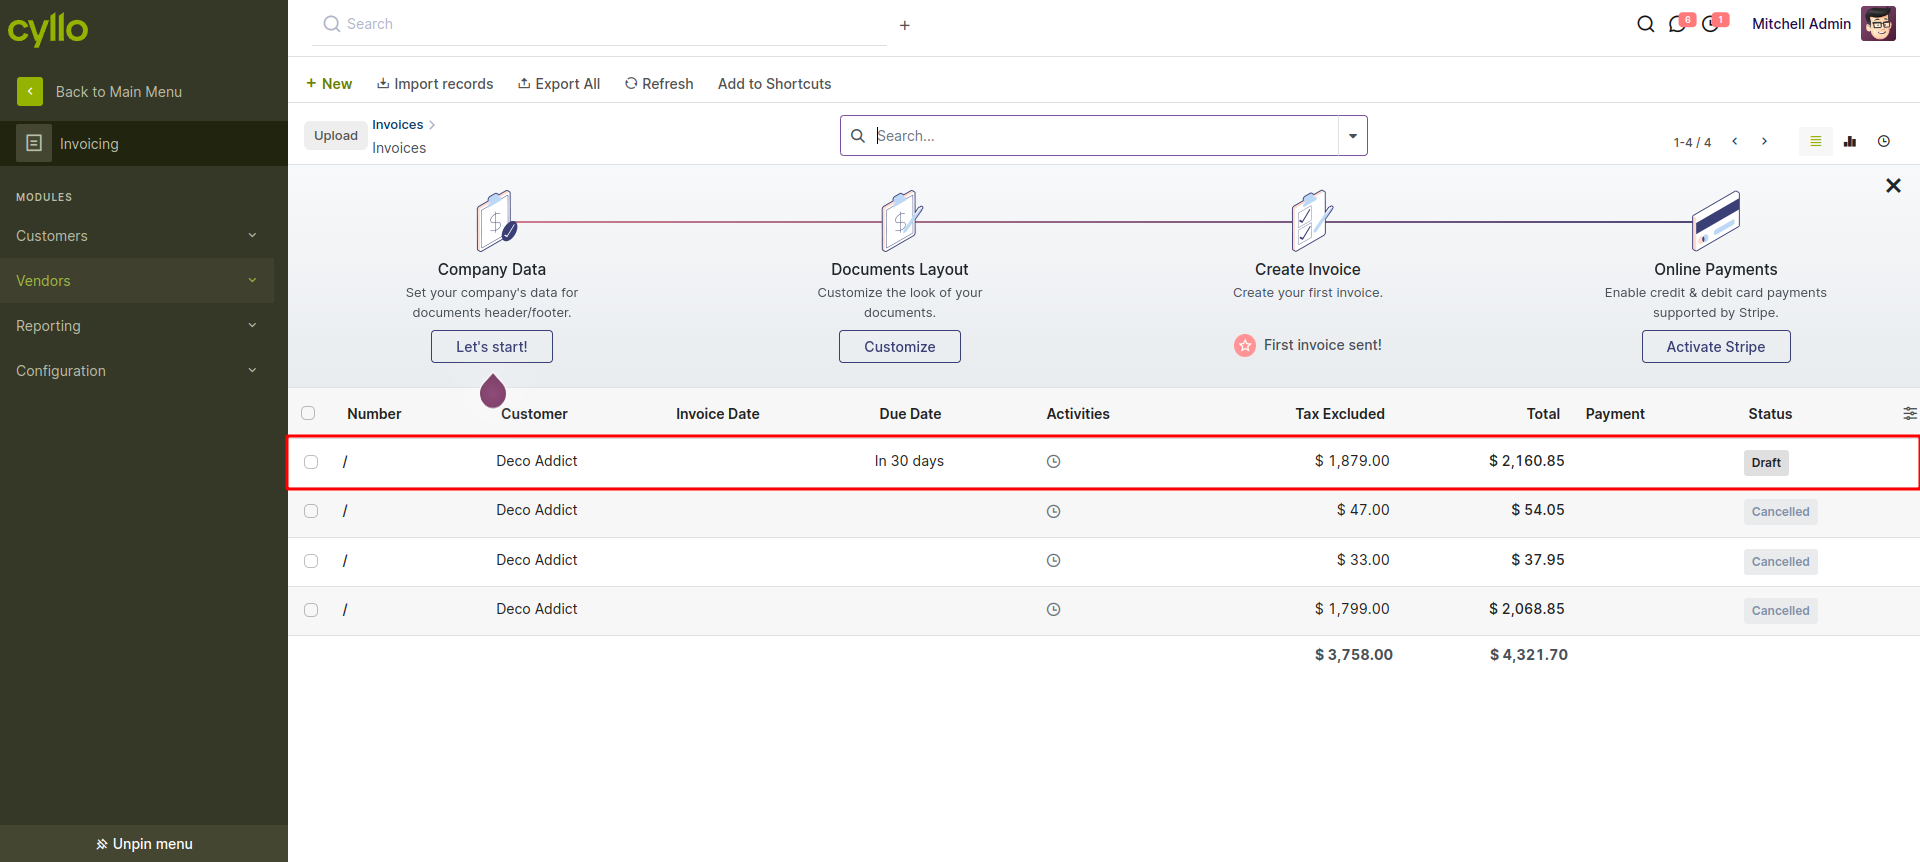 cyllo
Search
+
6
1
Mitchell Admin
Back to Main Menu
Invoicing
MODULES
Customers
Vendors
Reporting
Configuration
Unpin menu
+ New
Import records
Export All
Refresh
Add to Shortcuts
Upload
Invoices
Invoices
Search...
1-4 / 4
Company Data
Set your company's data for
documents header/footer.
Let's start!
Documents Layout
Customize the look of your
documents.
Customize
Create Invoice
Create your first invoice.
First invoice sent!
Online Payments
Enable credit & debit card payments
supported by Stripe.
Activate Stripe
Number Customer Invoice Date Due Date Activities Tax Excluded Total Payment Status
/ Deco Addict In 30 days $ 1,879.00 $ 2,160.85 Draft
/ Deco Addict $ 47.00 $ 54.05 Cancelled
/ Deco Addict $ 33.00 $ 37.95 Cancelled
/ Deco Addict $ 1,799.00 $ 2,068.85 Cancelled
$ 3,758.00 $ 4,321.70